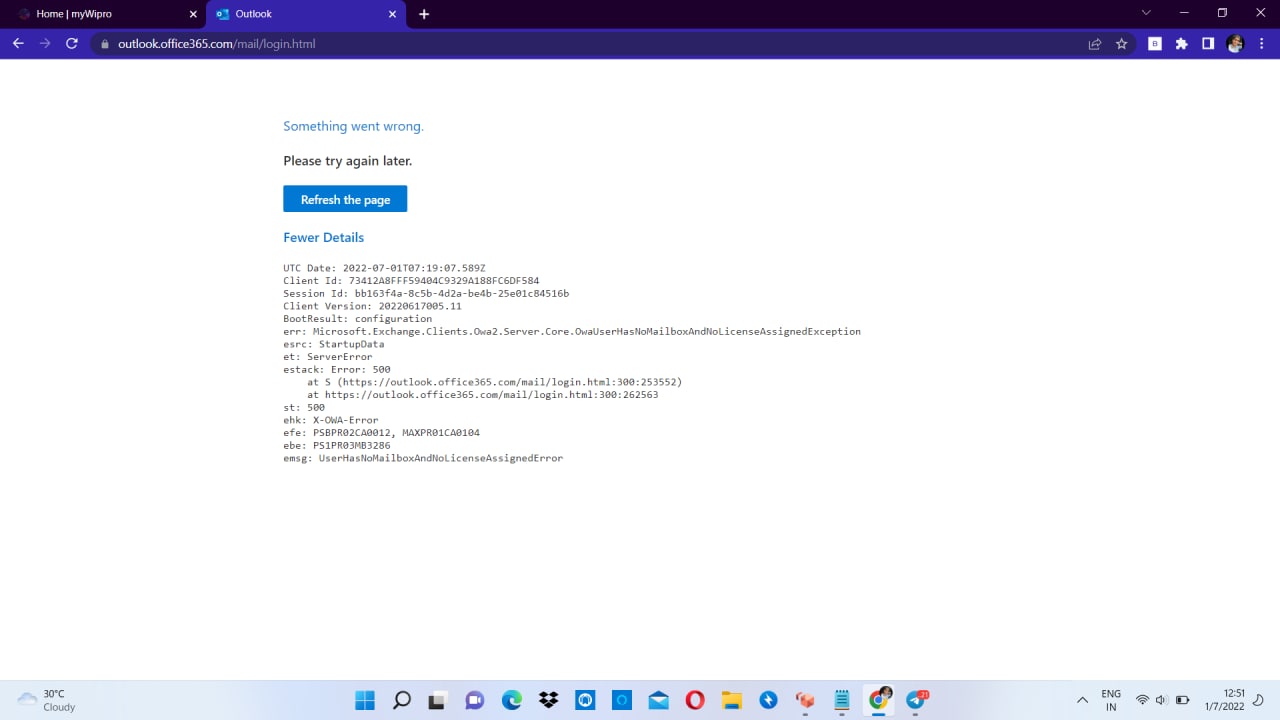 Home | myWipro
Outlook
outlook.office365.com/mail/login.html
Something went wrong.
Please try again later.
Refresh the page
Fewer Details
UTC Date: 2022-07-01T07:19:07.589Z
Client Id: 73412A8FFF59404C9329A188FC6DF584
Session Id: bb163f4a-8c5b-4d2a-be4b-25e01c84516b
Client Version: 20220617005.11
BootResult: configuration
err: Microsoft.Exchange.Clients.Owa2.Server.Core.OwaUserHasNoMailboxAndNoLicenseAssignedException
esrc: StartupData
et: ServerError
estack: Error: 500
at S (https://outlook.office365.com/mail/login.html:300:253552)
at https://outlook.office365.com/mail/login.html:300:262563
st: 500
ehk: X-OWA-Error
efe: PSBPR02CA0012, MAXPR01CA0104
ebe: PS1PR03MB3286
emsg: UserHasNoMailboxAndNoLicenseAssignedError
30°C
Cloudy
21
ENG
IN
12:51
1/7/2022